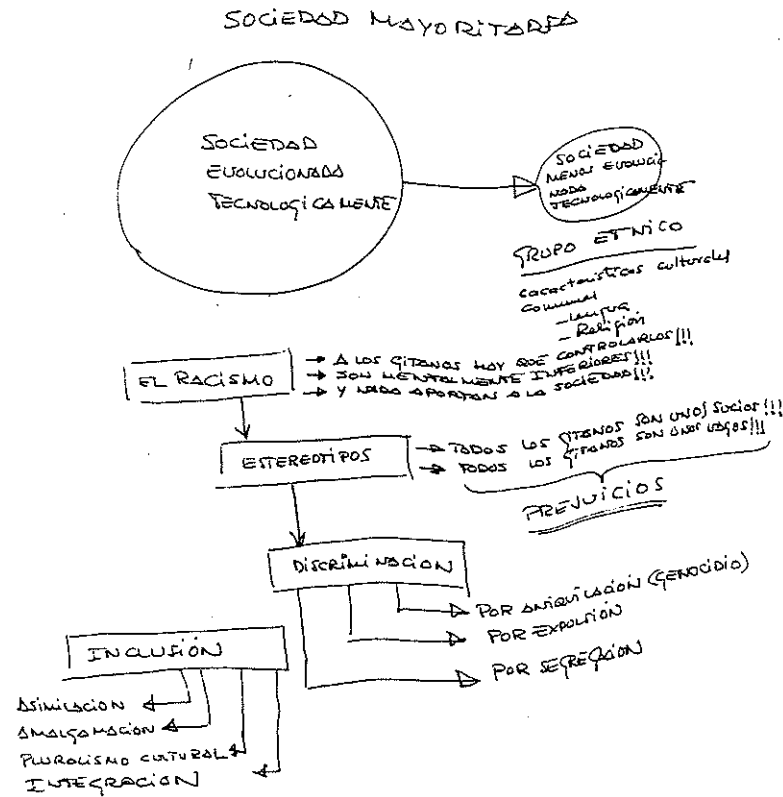 SOCIEDAD MAYORITARIA
SOCIEDAD
EVOLUCIONADA
TECNOLOGICAMENTE
SOCIEDAD
MENOS EVOLUCIO
NADA
TECNOLOGICAMENTE
GRUPO ETNICO
caracteristicas culturales
comunes
- Lengua
- Religión
EL RACISMO
→ A LOS GITANOS HAY QUE CONTROLARLOS!!!
→ SON MENTALMENTE INFERIORES!!!
→ Y NADA APORTAN A LA SOCIEDAD!!!
ESTEREOTIPOS
→ TODOS LOS GITANOS SON UNOS SUCIOS!!!
→ TODOS LOS GITANOS SON UNOS VAGOS!!!
PREJUICIOS
DISCRIMINACION
POR ANIQUILACIÓN (GENOCIDIO)
POR EXPULSIÓN
POR SEGREGACION
INCLUSIÓN
ASIMILACION
AMALGAMACION
PLURALISMO CULTURAL
INTEGRACION